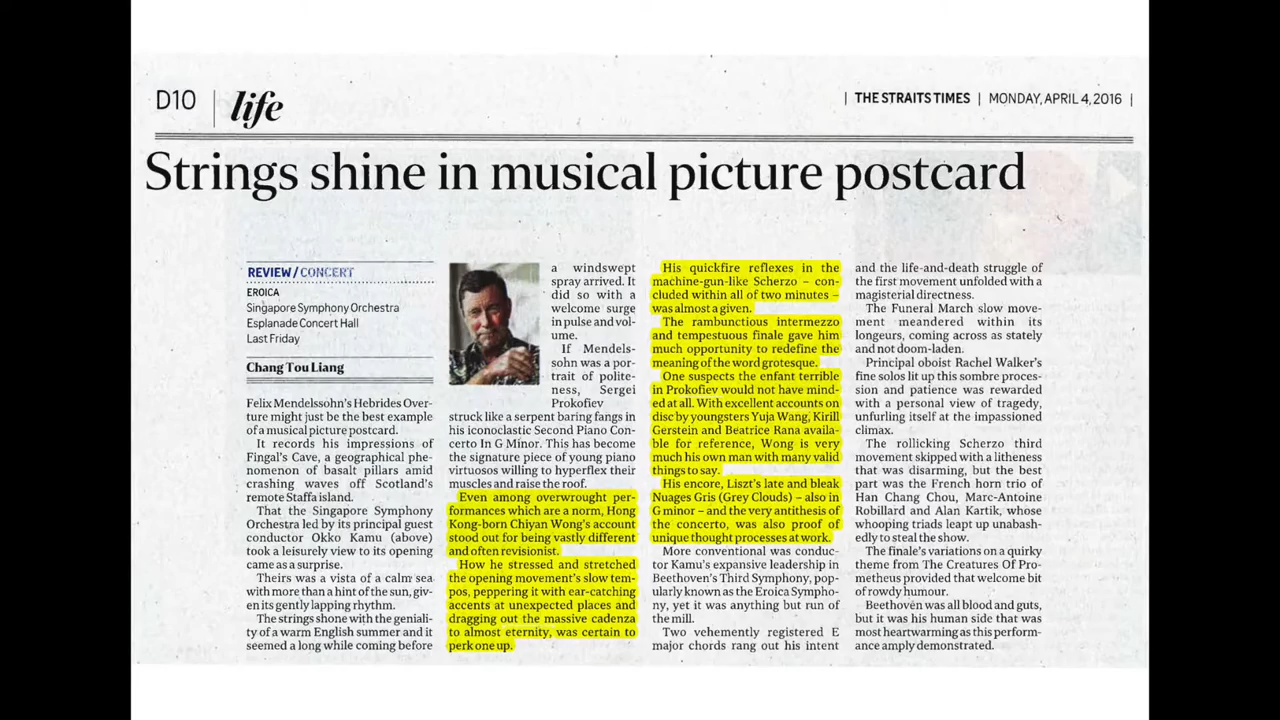 D10
life
THE STRAITS TIMES | MONDAY, APRIL 4, 2016
Strings shine in musical picture postcard
REVIEW / CONCERT
EROICA
Singapore Symphony Orchestra
Esplanade Concert Hall
Last Friday
Chang Tou Liang
Felix Mendelssohn's Hebrides Over-
ture might just be the best example
of a musical picture postcard.
It records his impressions of
Fingal's Cave, a geographical phe-
nomenon of basalt pillars amid
crashing waves off Scotland's
remote Staffa island.
That the Singapore Symphony
Orchestra led by its principal guest
conductor Okko Kamu (above)
took a leisurely view to its opening
came as a surprise.
Theirs was a vista of a calm sea
with more than a hint of the sun, giv-
en its gently lapping rhythm.
The strings shone with the geniali-
ty of a warm English summer and it
seemed a long while coming before
a windswept
spray arrived. It
did so with a
welcome surge
in pulse and vol-
ume.
If Mendels-
sohn was a por-
trait of polite-
ness, Sergei
Prokofiev
struck like a serpent baring fangs in
his iconoclastic Second Piano Con-
certo In G Minor. This has become
the signature piece of young piano
virtuosos willing to hyperflex their
muscles and raise the roof.
Even among overwrought per-
formances which are a norm, Hong
Kong-born Chiyan Wong's account
stood out for being vastly different
and often revisionist.
How he stressed and stretched
the opening movement's slow tem-
pos, peppering it with ear-catching
accents at unexpected places and
dragging out the massive cadenza
to almost eternity, was certain to
perk one up.
His quickfire reflexes in the
machine-gun-like Scherzo – con-
cluded within all of two minutes –
was almost a given.
The rambunctious intermezzo
and tempestuous finale gave him
much opportunity to redefine the
meaning of the word grotesque.
One suspects the enfant terrible
in Prokofiev would not have mind-
ed at all. With excellent accounts on
disc by youngsters Yuja Wang, Kirill
Gerstein and Beatrice Rana availa-
ble for reference, Wong is very
much his own man with many valid
things to say.
His encore, Liszt's late and bleak
Nuages Gris (Grey Clouds) – also in
G minor – and the very antithesis of
the concerto, was also proof of
unique thought processes at work.
More conventional was conduc-
tor Kamu's expansive leadership in
Beethoven's Third Symphony, pop-
ularly known as the Eroica Sympho-
ny, yet it was anything but run of
the mill.
Two vehemently registered E
major chords rang out his intent
and the life-and-death struggle of
the first movement unfolded with a
magisterial directness.
The Funeral March slow move-
ment meandered within its
longeurs, coming across as stately
and not doom-laden.
Principal oboist Rachel Walker's
fine solos lit up this sombre proces-
sion and patience was rewarded
with a personal view of tragedy,
unfurling itself at the impassioned
climax.
The rollicking Scherzo third
movement skipped with a litheness
that was disarming, but the best
part was the French horn trio of
Han Chang Chou, Marc-Antoine
Robillard and Alan Kartik, whose
whooping triads leapt up unabash-
edly to steal the show.
The finale's variations on a quirky
theme from The Creatures Of Pro-
metheus provided that welcome bit
of rowdy humour.
Beethoven was all blood and guts,
but it was his human side that was
most heartwarming as this perform-
ance amply demonstrated.